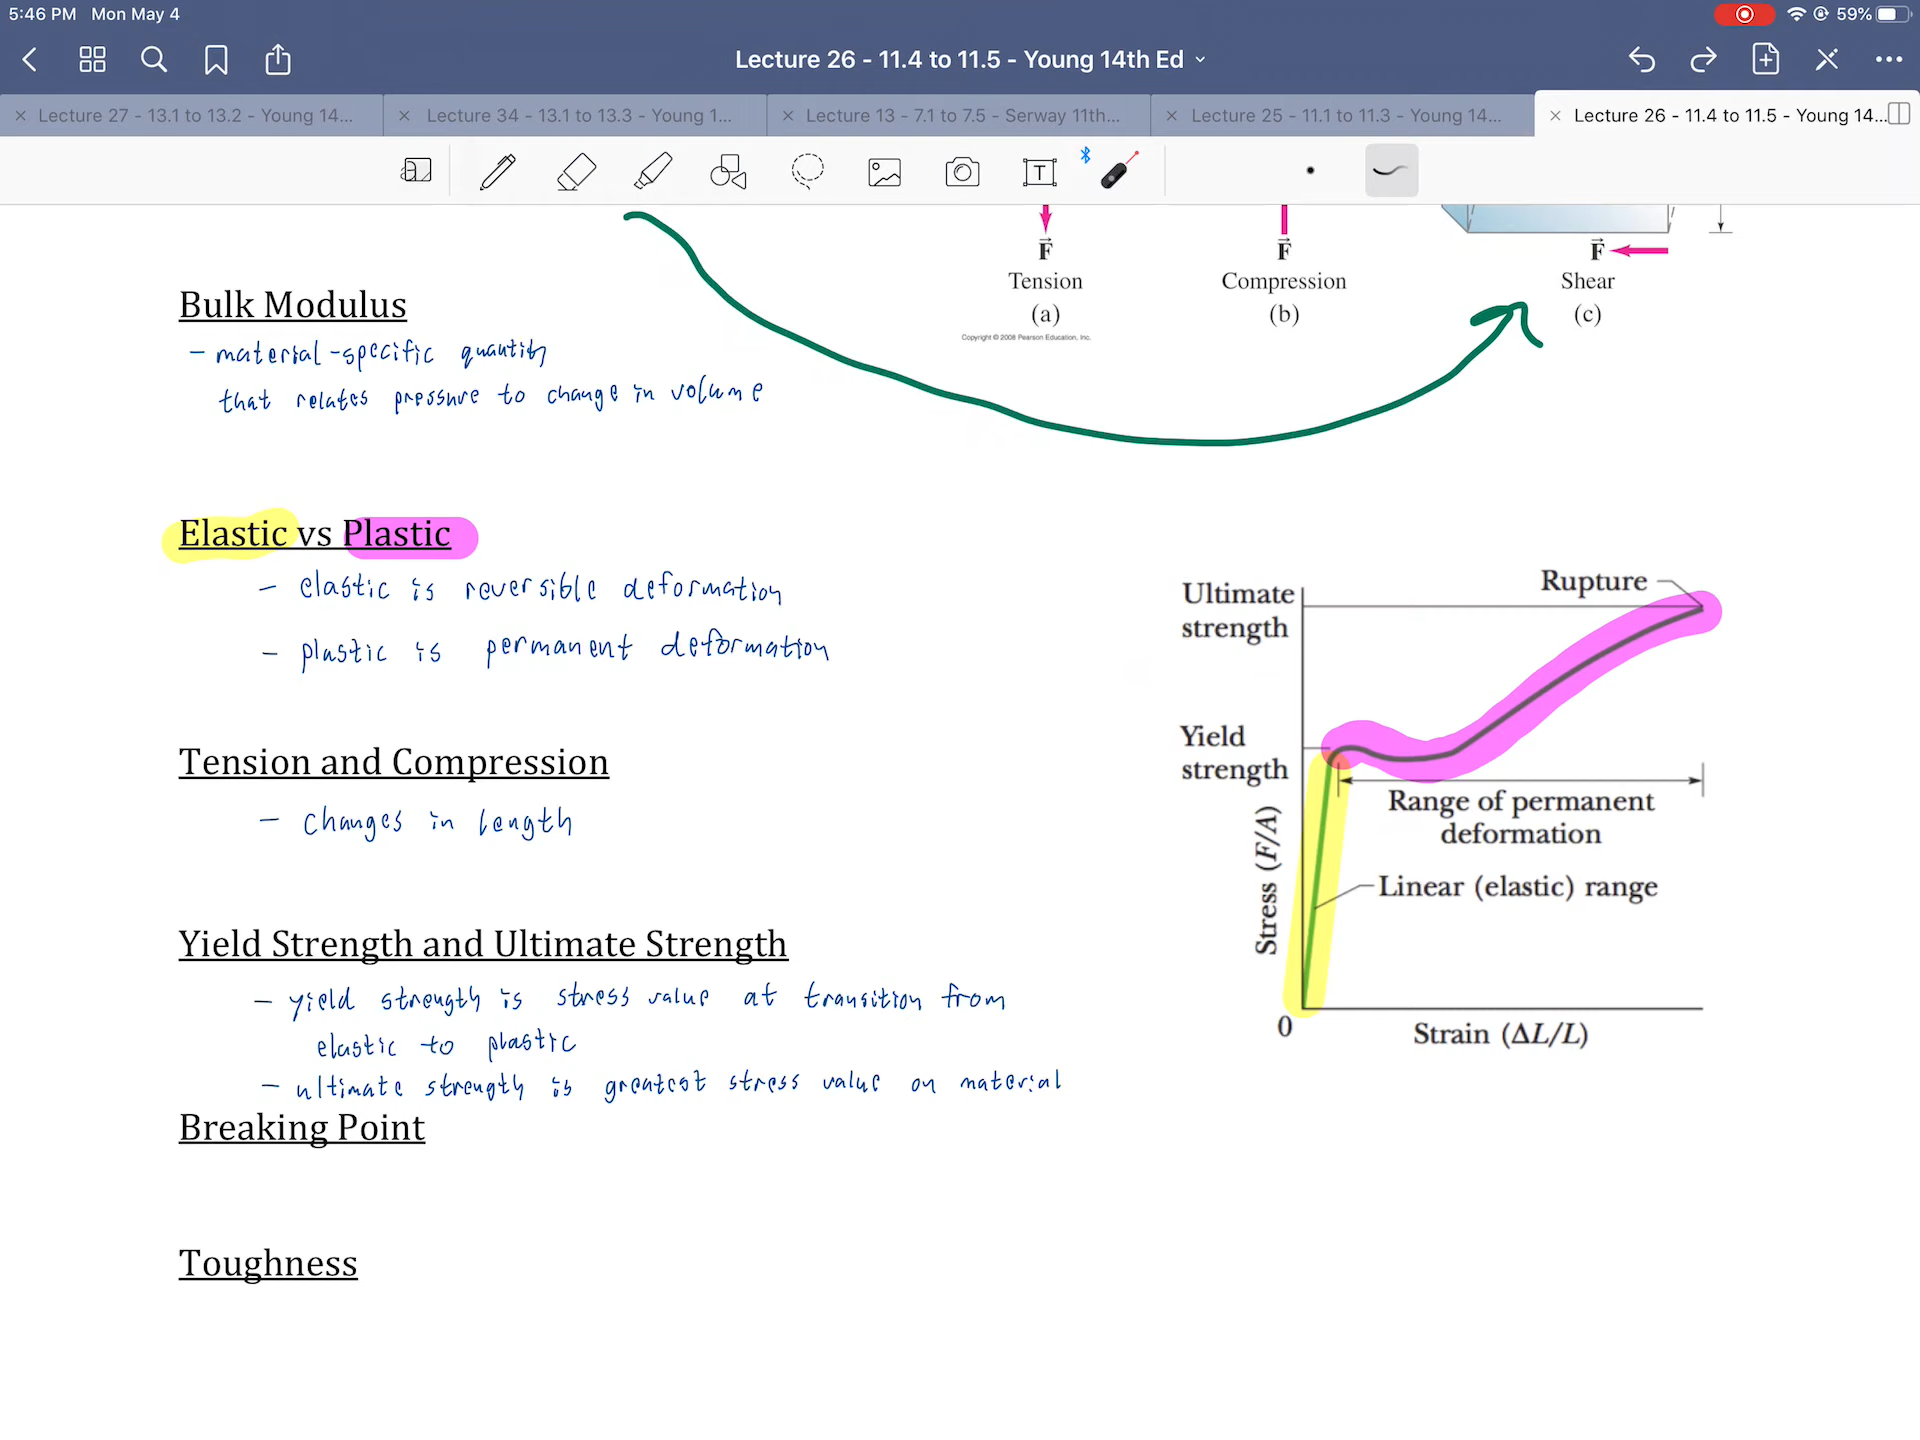 5:46 PM Mon May 4
59%
Lecture 26 - 11.4 to 11.5 - Young 14th Ed
Lecture 27 - 13.1 to 13.2 - Young 14...
Lecture 34 - 13.1 to 13.3 - Young 1...
Lecture 13 - 7.1 to 7.5 - Serway 11th...
Lecture 25 - 11.1 to 11.3 - Young 14...
Lecture 26 - 11.4 to 11.5 - Young 14...
F
Tension
(a)
F
Compression
(b)
F
Shear
(c)
Copyright © 2008 Pearson Education, Inc.
Bulk Modulus
- material-specific quantity
that relates pressure to change in volume
Elastic vs Plastic
- elastic is reversible deformation
- plastic is permanent deformation
Tension and Compression
- changes in length
Yield Strength and Ultimate Strength
- yield strength is stress value at transition from
elastic to plastic
- ultimate strength is greatest stress value on material
Breaking Point
Toughness
Ultimate
strength
Rupture
Yield
strength
Range of permanent
deformation
Linear (elastic) range
Stress (F/A)
0
Strain (ΔL/L)